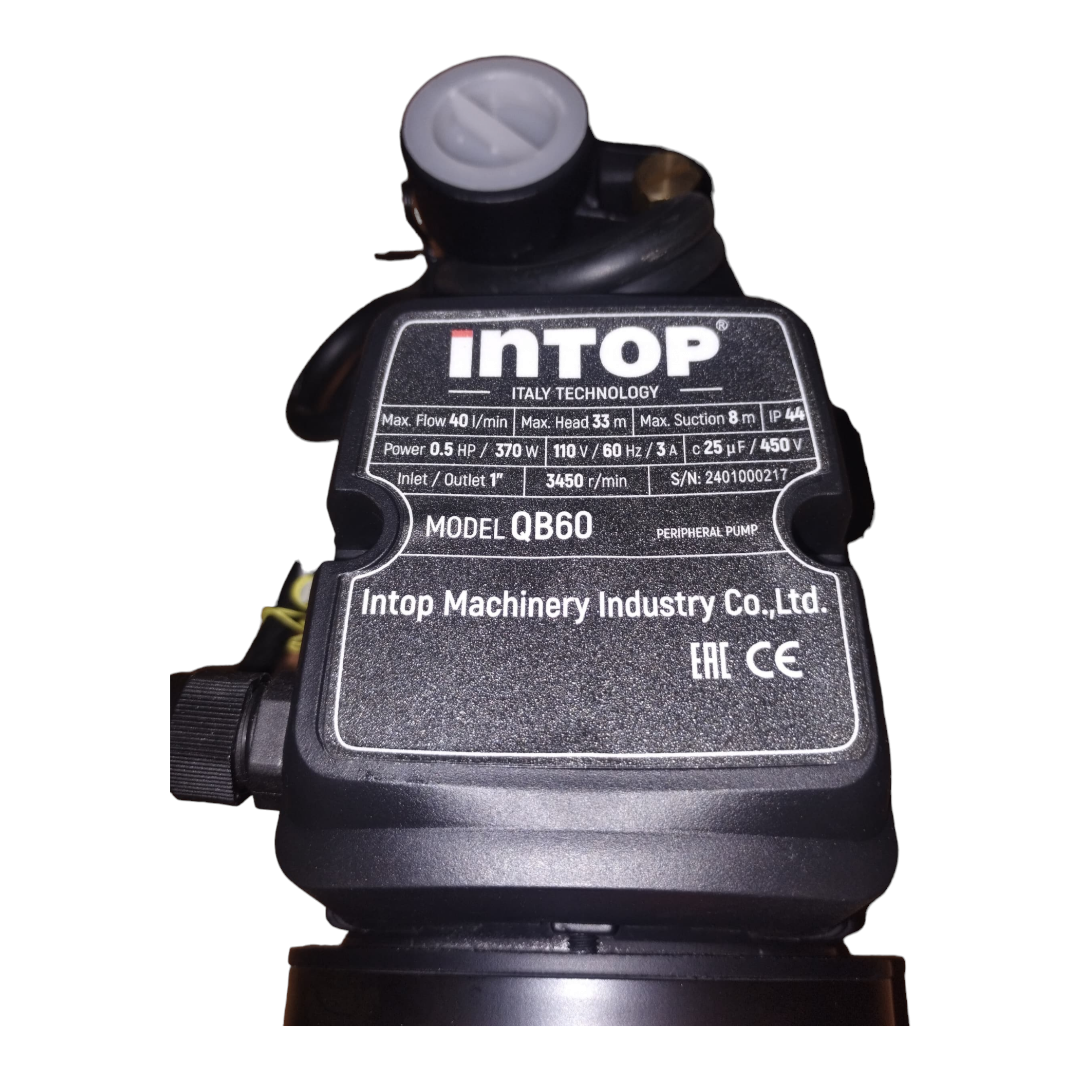 inTOP®
ITALY TECHNOLOGY
Max. Flow 40 l/min Max. Head 33 m Max. Suction 8 m IP 44
Power 0.5 HP / 370 W 110 V / 60 Hz / 3 A c 25 µF / 450 V
Inlet / Outlet 1" 3450 r/min S/N: 2401000217
MODEL QB60 PERIPHERAL PUMP
Intop Machinery Industry Co.,Ltd.
EAC CE